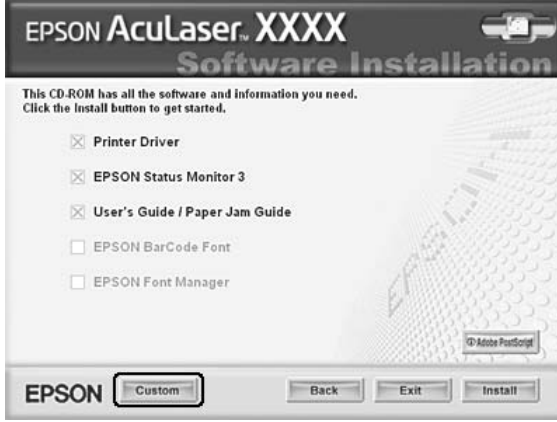 EPSON AcuLaser™ XXXX
Software Installation
This CD-ROM has all the software and information you need.
Click the Install button to get started.
Printer Driver
EPSON Status Monitor 3
User's Guide / Paper Jam Guide
EPSON BarCode Font
EPSON Font Manager
EPSON
Adobe PostScript
EPSON Custom Back Exit Install